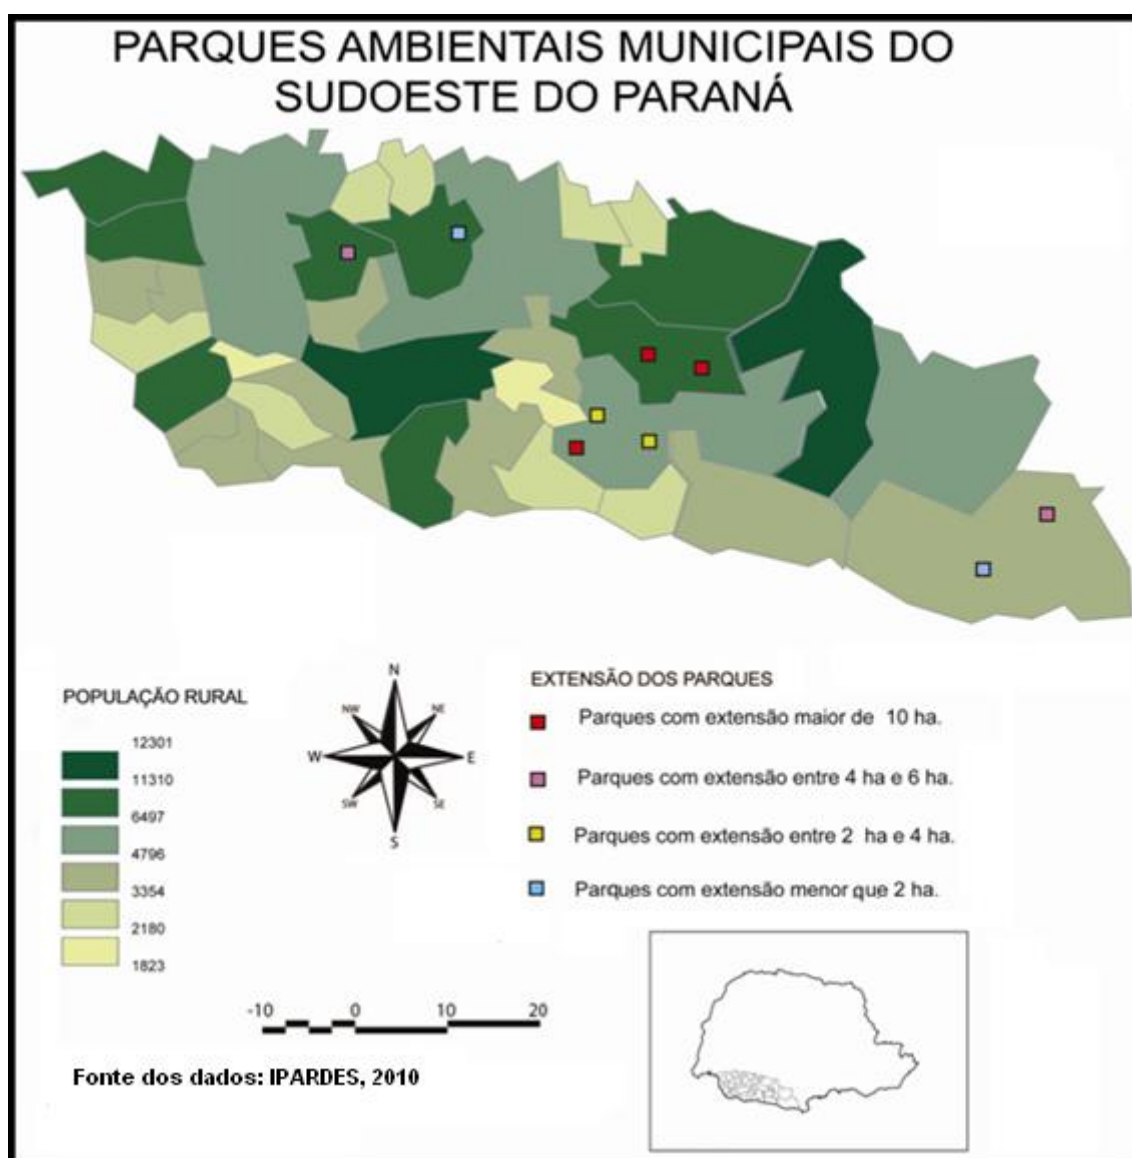 PARQUES AMBIENTAIS MUNICIPAIS DO
SUDOESTE DO PARANÁ
POPULAÇÃO RURAL
12301
11310
6497
4796
3354
2180
1823
N
NW
NE
W
E
SW
SE
S
EXTENSÃO DOS PARQUES
Parques com extensão maior de 10 ha.
Parques com extensão entre 4 ha e 6 ha.
Parques com extensão entre 2 ha e 4 ha.
Parques com extensão menor que 2 ha.
-10 0 10 20
Fonte dos dados: IPARDES, 2010